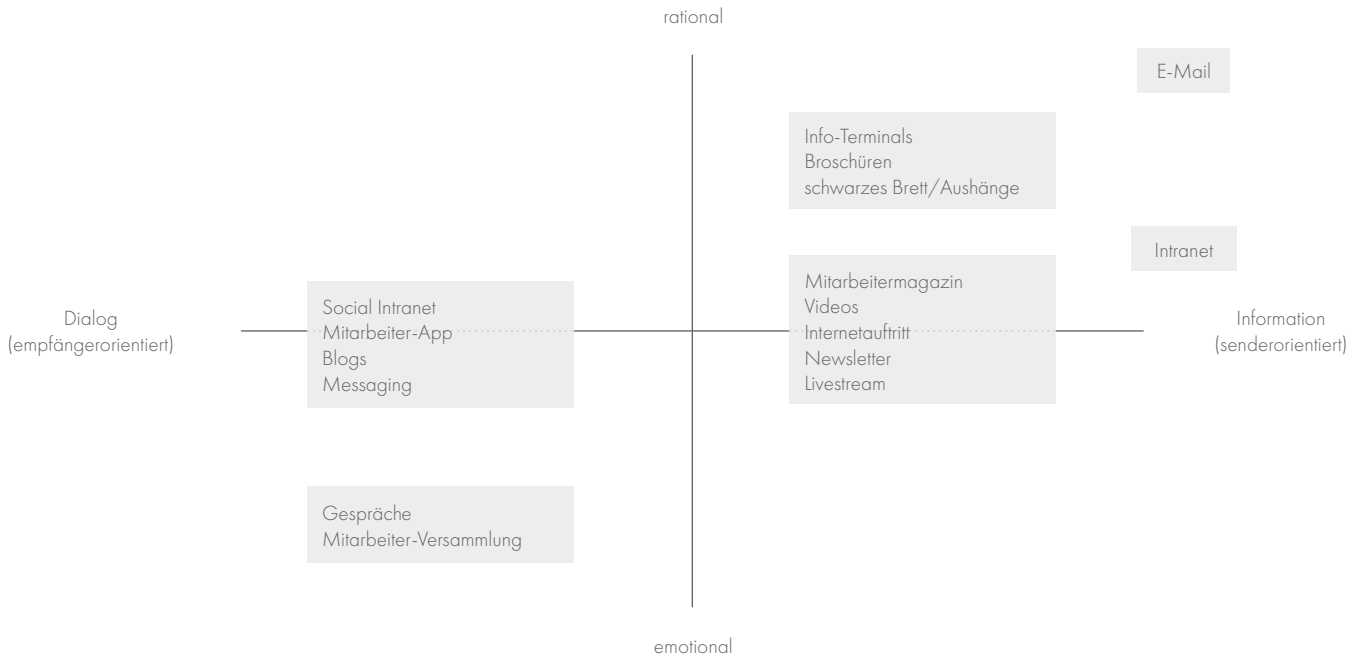 rational
E-Mail
Info-Terminals
Broschüren
schwarzes Brett/Aushänge
Intranet
Mitarbeitermagazin
Videos
Internetauftritt
Newsletter
Livestream
Social Intranet
Mitarbeiter-App
Blogs
Messaging
Dialog
(empfängerorientiert)
Information
(senderorientiert)
Gespräche
Mitarbeiter-Versammlung
emotional